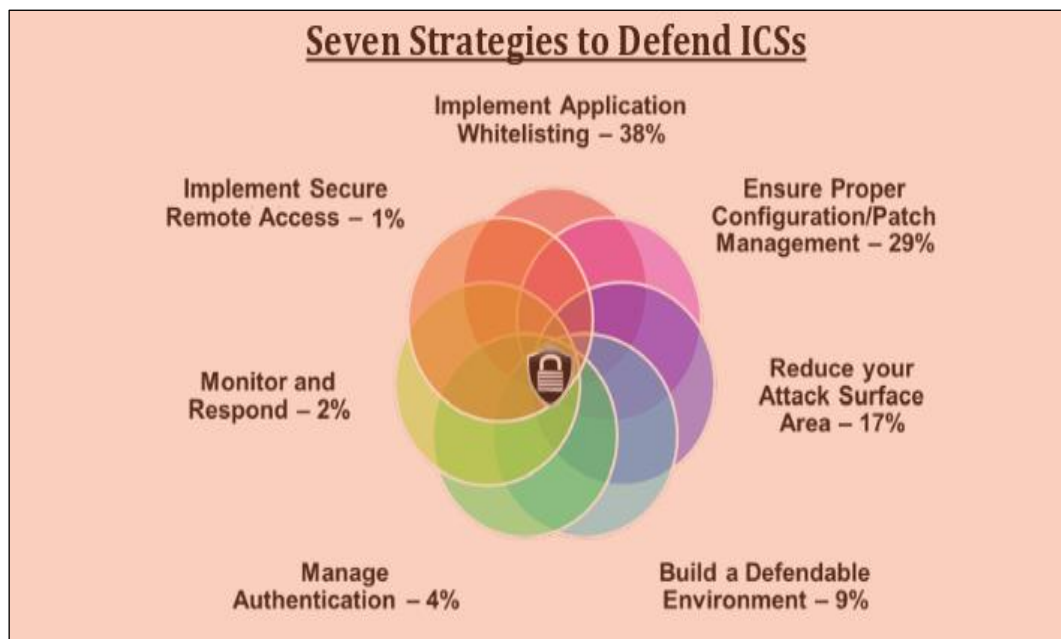 Seven Strategies to Defend ICSs
Implement Application
Whitelisting – 38%
Implement Secure
Remote Access – 1%
Ensure Proper
Configuration/Patch
Management – 29%
Monitor and
Respond – 2%
Reduce your
Attack Surface
Area – 17%
Manage
Authentication – 4%
Build a Defendable
Environment – 9%